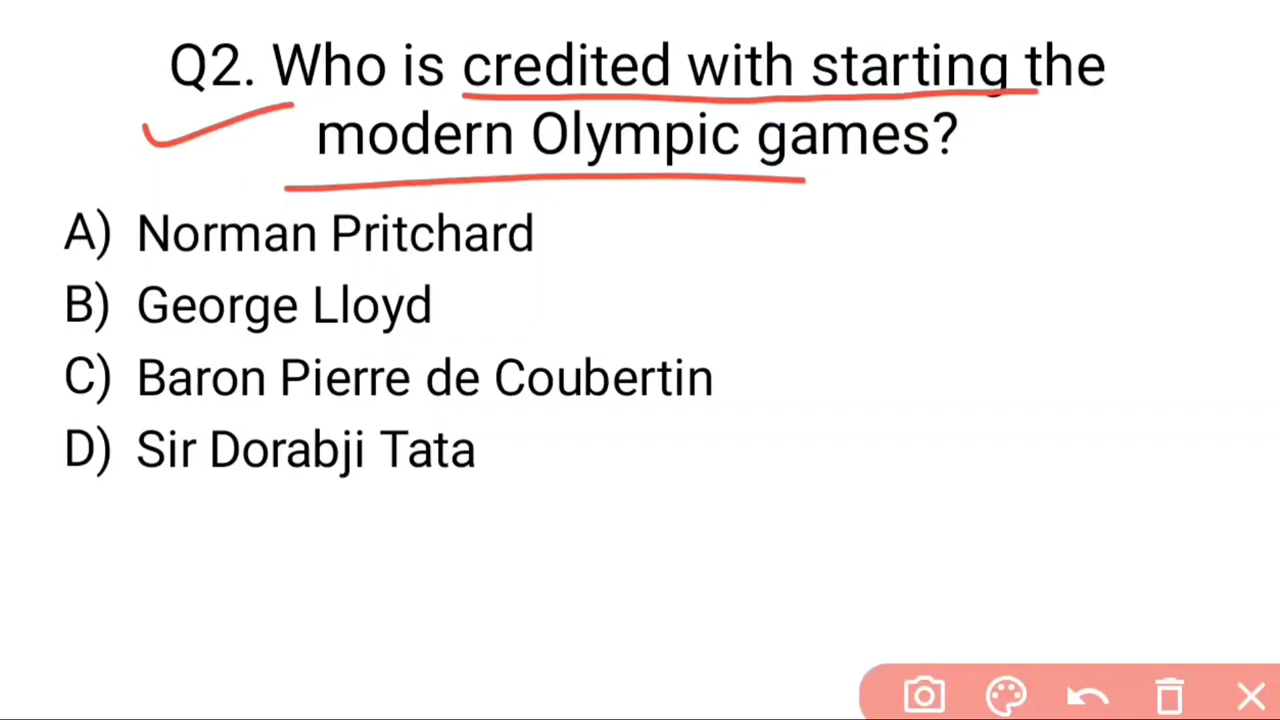 Q2. Who is credited with starting the
modern Olympic games?
A) Norman Pritchard
B) George Lloyd
C) Baron Pierre de Coubertin
D) Sir Dorabji Tata